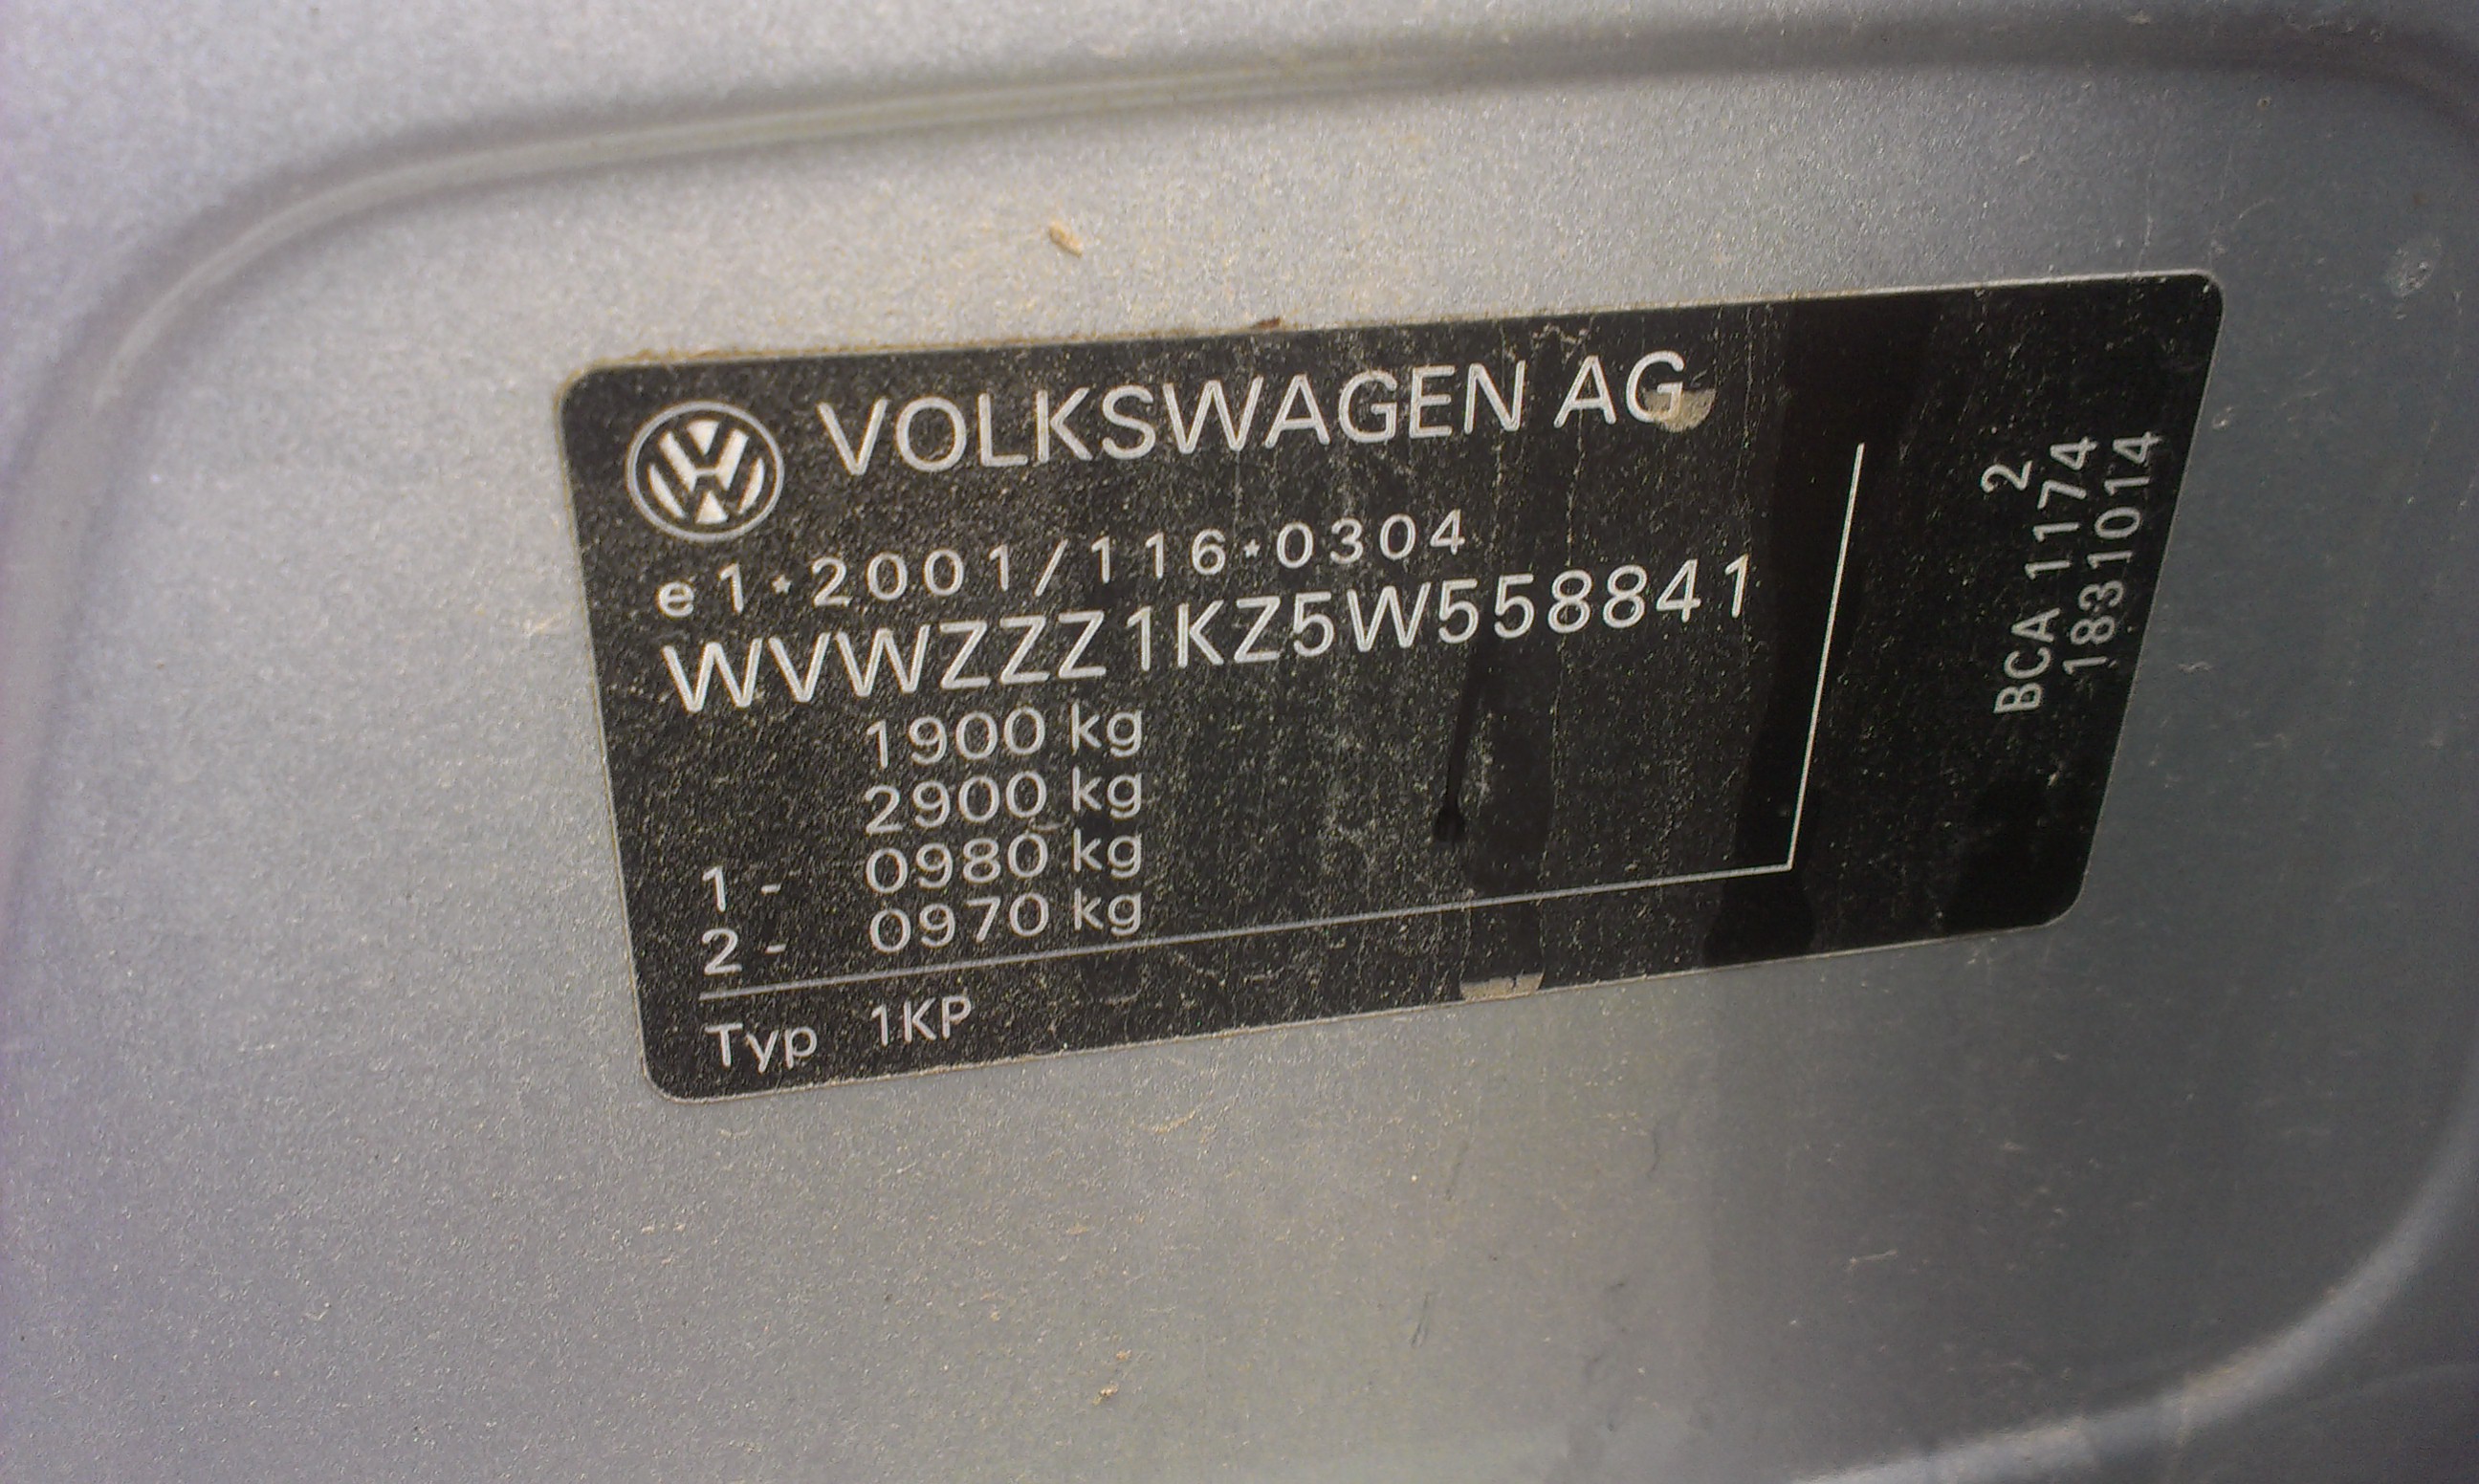 VOLKSWAGEN AG
e1*2001/116*0304
WVWZZZ1KZ5W558841
1900 kg
2900 kg
1 - 0980 kg
2 - 0970 kg
Typ 1KP
2
BCA 1174
1831014